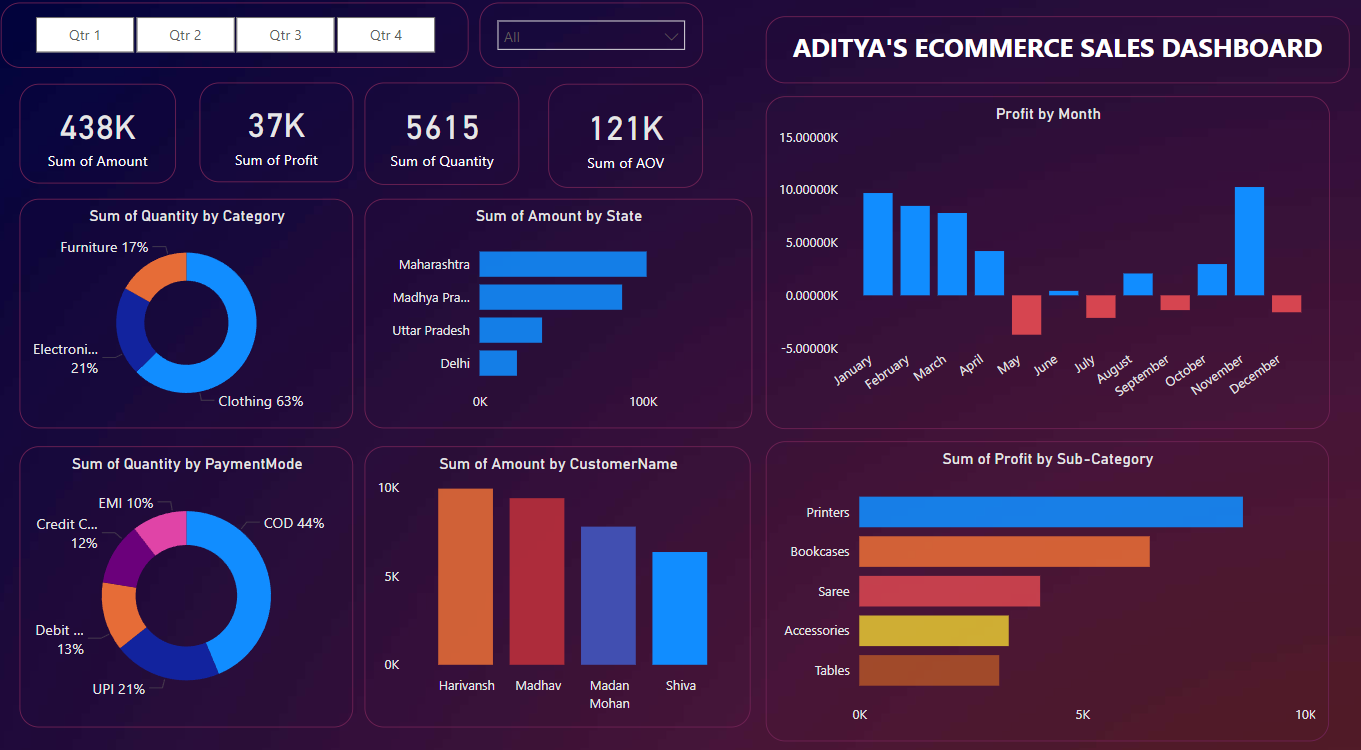 Qtr 1
Qtr 2
Qtr 3
Qtr 4
All
ADITYA'S ECOMMERCE SALES DASHBOARD
438K
Sum of Amount
37K
Sum of Profit
5615
Sum of Quantity
121K
Sum of AOV
Sum of Quantity by Category
Furniture 17%
Electroni...
21%
Clothing 63%
Sum of Amount by State
Maharashtra
Madhya Pra...
Uttar Pradesh
Delhi
0K
100K
Profit by Month
15.00000K
10.00000K
5.00000K
0.00000K
-5.00000K
January
February
March
April
May
June
July
August
September
October
November
December
Sum of Quantity by PaymentMode
EMI 10%
COD 44%
Credit C...
12%
Debit ...
13%
UPI 21%
Sum of Amount by CustomerName
10K
5K
0K
Harivansh
Madhav
Madan
Mohan
Shiva
Sum of Profit by Sub-Category
Printers
Bookcases
Saree
Accessories
Tables
0K
5K
10K